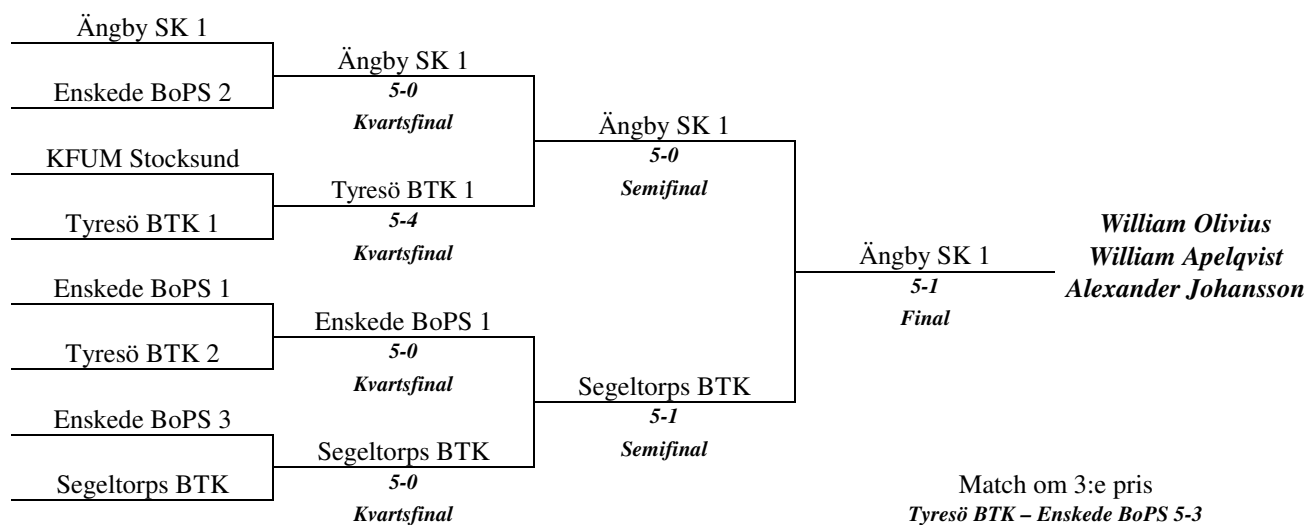 Ängby SK 1
Enskede BoPS 2
KFUM Stocksund
Tyresö BTK 1
Enskede BoPS 1
Tyresö BTK 2
Enskede BoPS 3
Segeltorps BTK
Ängby SK 1
5-0
Kvartsfinal
Tyresö BTK 1
5-4
Kvartsfinal
Enskede BoPS 1
5-0
Kvartsfinal
Segeltorps BTK
5-0
Kvartsfinal
Ängby SK 1
5-0
Semifinal
Segeltorps BTK
5-1
Semifinal
Ängby SK 1
5-1
Final
William Olivius
William Apelqvist
Alexander Johansson
Match om 3:e pris
Tyresö BTK – Enskede BoPS 5-3